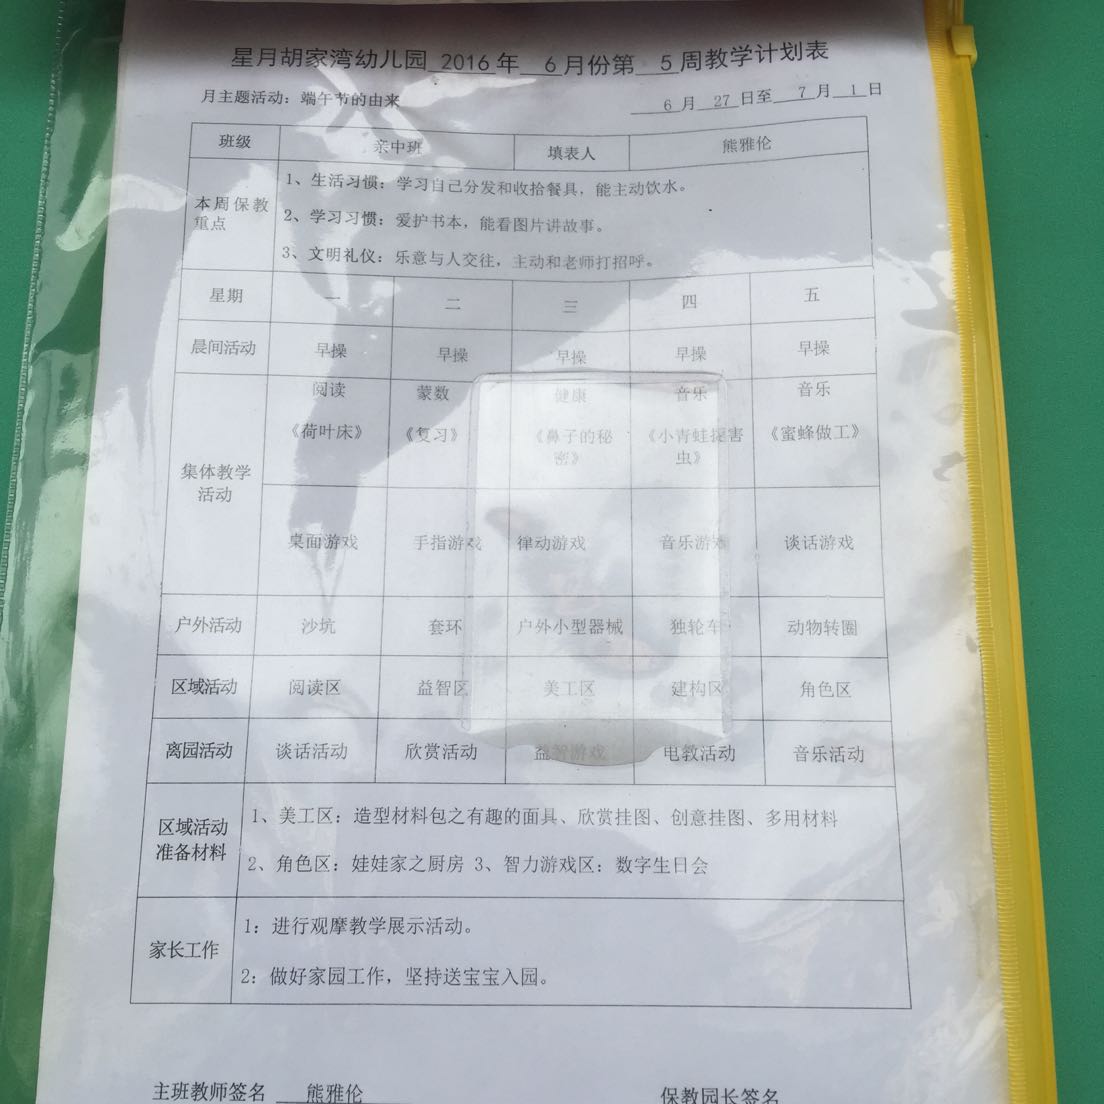 星月胡家湾幼儿园 2016 年 6 月份第 5 周教学计划表
月主题活动：端午节的由来 6 月 27 日至 7 月 1 日
班级 亲中班 填表人 熊雅伦
本周保教重点
1、生活习惯：学习自己分发和收拾餐具，能主动饮水。
2、学习习惯：爱护书本，能看图片讲故事。
3、文明礼仪：乐意与人交往，主动和老师打招呼。
星期 一 二 三 四 五
晨间活动 早操 早操 早操 早操 早操
集体教学活动
阅读 蒙数 健康 音乐 音乐
《荷叶床》 《复习》 《鼻子的秘密》 《小青蛙捉害虫》 《蜜蜂做工》
桌面游戏 手指游戏 律动游戏 音乐游戏 谈话游戏
户外活动 沙坑 套环 户外小型器械 独轮车 动物转圈
区域活动 阅读区 益智区 美工区 建构区 角色区
离园活动 谈话活动 欣赏活动 益智游戏 电教活动 音乐活动
区域活动准备材料
1、美工区：造型材料包之有趣的面具、欣赏挂图、创意挂图、多用材料
2、角色区：娃娃家之厨房 3、智力游戏区：数字生日会
家长工作
1：进行观摩教学展示活动。
2：做好家园工作，坚持送宝宝入园。
主班教师签名 熊雅伦 保教园长签名